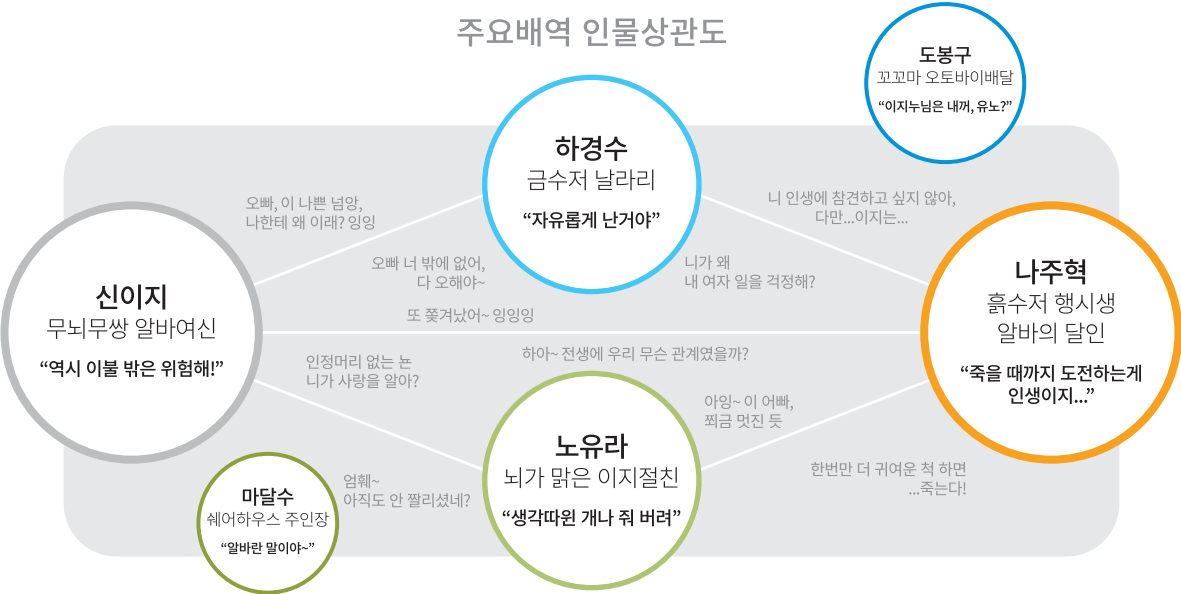 주요배역 인물상관도
도봉구
꼬꼬마 오토바이배달
“이지누님은 내꺼, 유노?”
하경수
금수저 날라리
“자유롭게 난거야”
오빠, 이 나쁜 넘앙,
나한테 왜 이래? 잉잉
니 인생에 참견하고 싶지 않아,
다만...이지는...
오빠 너 밖에 없어,
다 오해야~
니가 왜
내 여자 일을 걱정해?
신이지
무뇌무쌍 알바여신
“역시 이불 밖은 위험해!”
나주혁
흙수저 행시생
알바의 달인
“죽을 때까지 도전하는게
인생이지...”
또 쫒겨났어~ 잉잉잉
하아~ 전생에 우리 무슨 관계였을까?
인정머리 없는 뇬
니가 사랑을 알아?
아잉~ 이 어빠,
쬐금 멋진 듯
노유라
뇌가 맑은 이지절친
“생각따윈 개나 줘 버려”
엄훼~
아직도 안 짤리셨네?
한번만 더 귀여운 척 하면
...죽는다!
마달수
쉐어하우스 주인장
“알바란 말이야~”